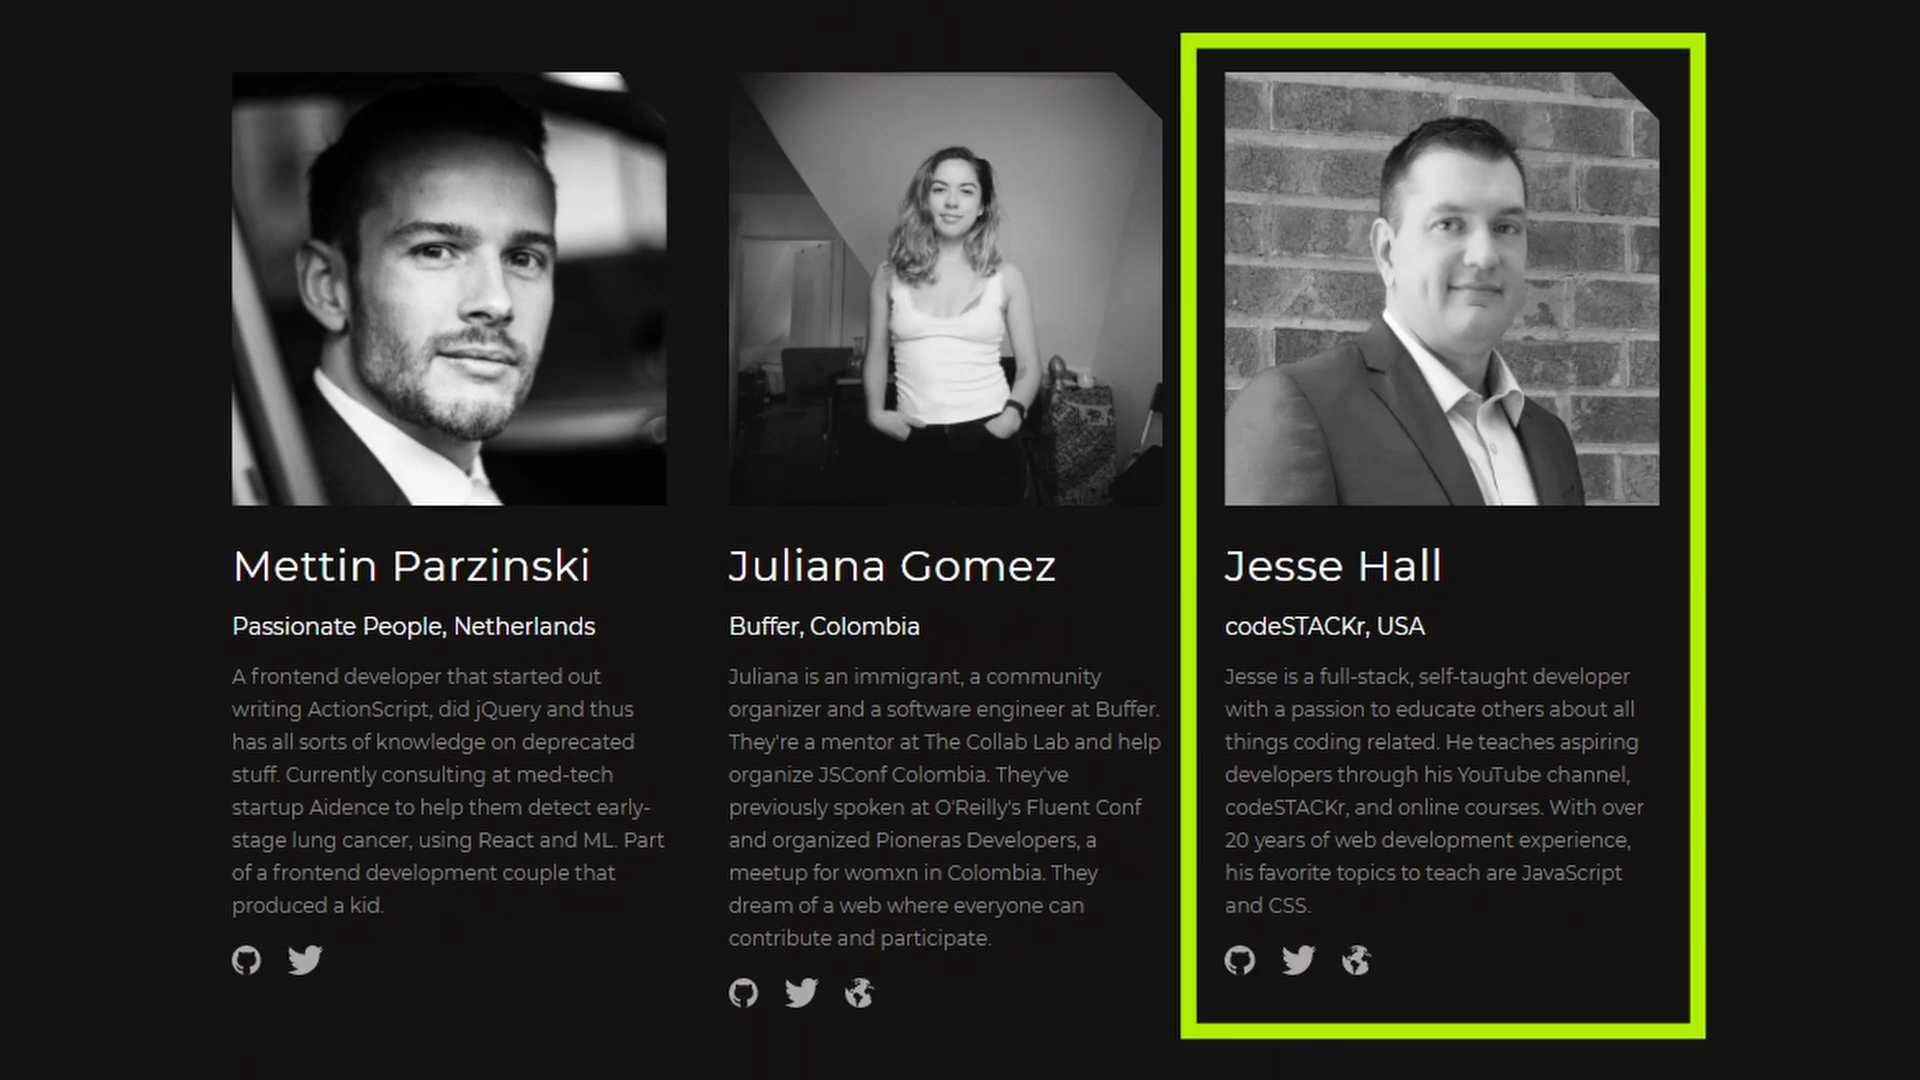 Mettin Parzinski
Passionate People, Netherlands
A frontend developer that started out
writing ActionScript, did jQuery and thus
has all sorts of knowledge on deprecated
stuff. Currently consulting at med-tech
startup Aidence to help them detect early-
stage lung cancer, using React and ML. Part
of a frontend development couple that
produced a kid.
Juliana Gomez
Buffer, Colombia
Juliana is an immigrant, a community
organizer and a software engineer at Buffer.
They're a mentor at The Collab Lab and help
organize JSConf Colombia. They've
previously spoken at O'Reilly's Fluent Conf
and organized Pioneras Developers, a
meetup for womxn in Colombia. They
dream of a web where everyone can
contribute and participate.
Jesse Hall
codeSTACKr, USA
Jesse is a full-stack, self-taught developer
with a passion to educate others about all
things coding related. He teaches aspiring
developers through his YouTube channel,
codeSTACKr, and online courses. With over
20 years of web development experience,
his favorite topics to teach are JavaScript
and CSS.